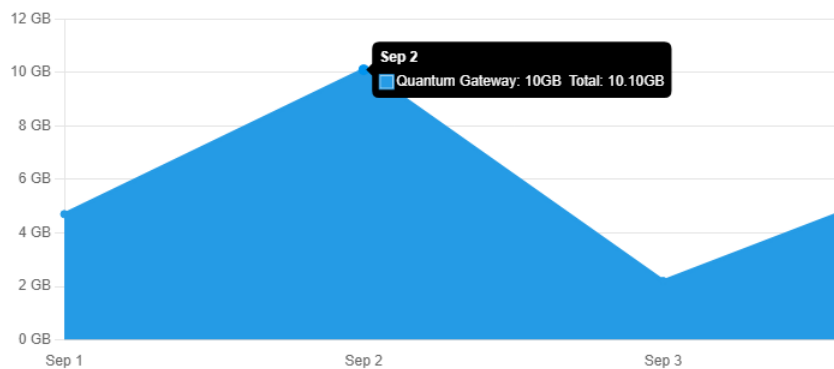 12 GB
Sep 2
10 GB
Quantum Gateway: 10GB Total: 10.10GB
8 GB
6 GB
4 GB
2 GB
0 GB
Sep 1 Sep 2 Sep 3